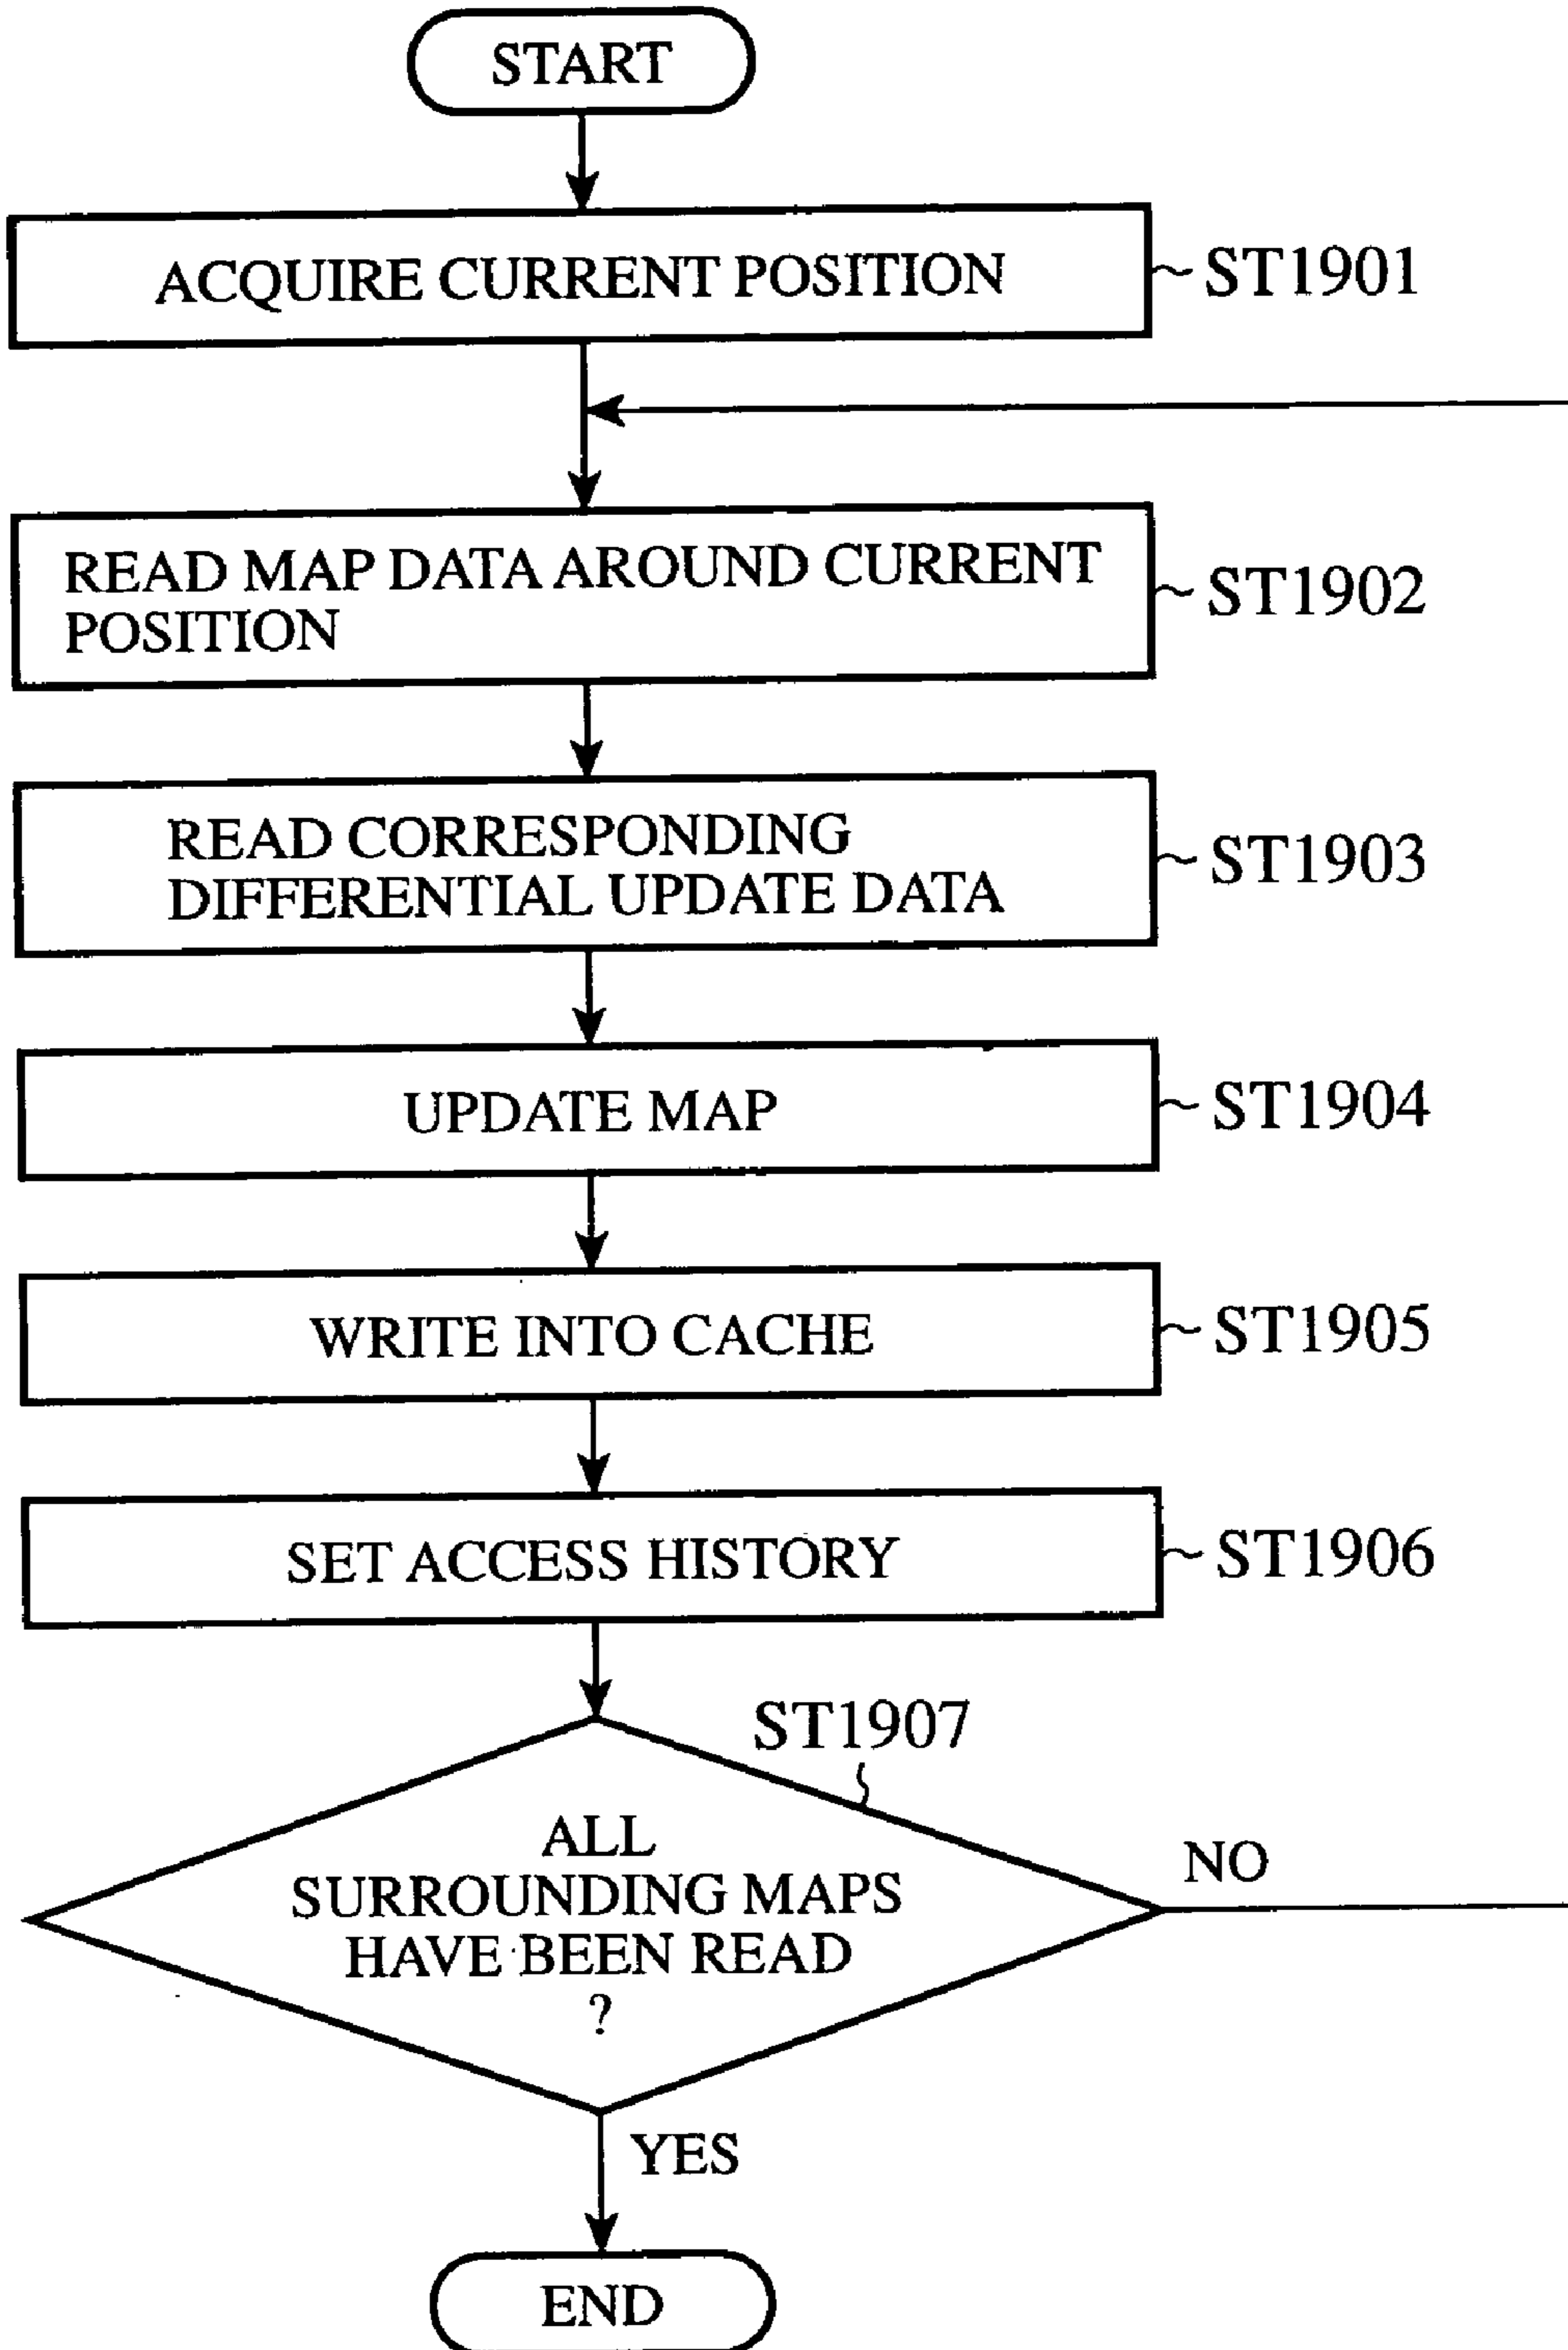 START
ACQUIRE CURRENT POSITION
ST1901
READ MAP DATA AROUND CURRENT
POSITION
ST1902
READ CORRESPONDING
DIFFERENTIAL UPDATE DATA
ST1903
UPDATE MAP
ST1904
WRITE INTO CACHE
ST1905
SET ACCESS HISTORY
ST1906
ST1907
ALL
SURROUNDING MAPS
HAVE BEEN READ
?
NO
YES
END